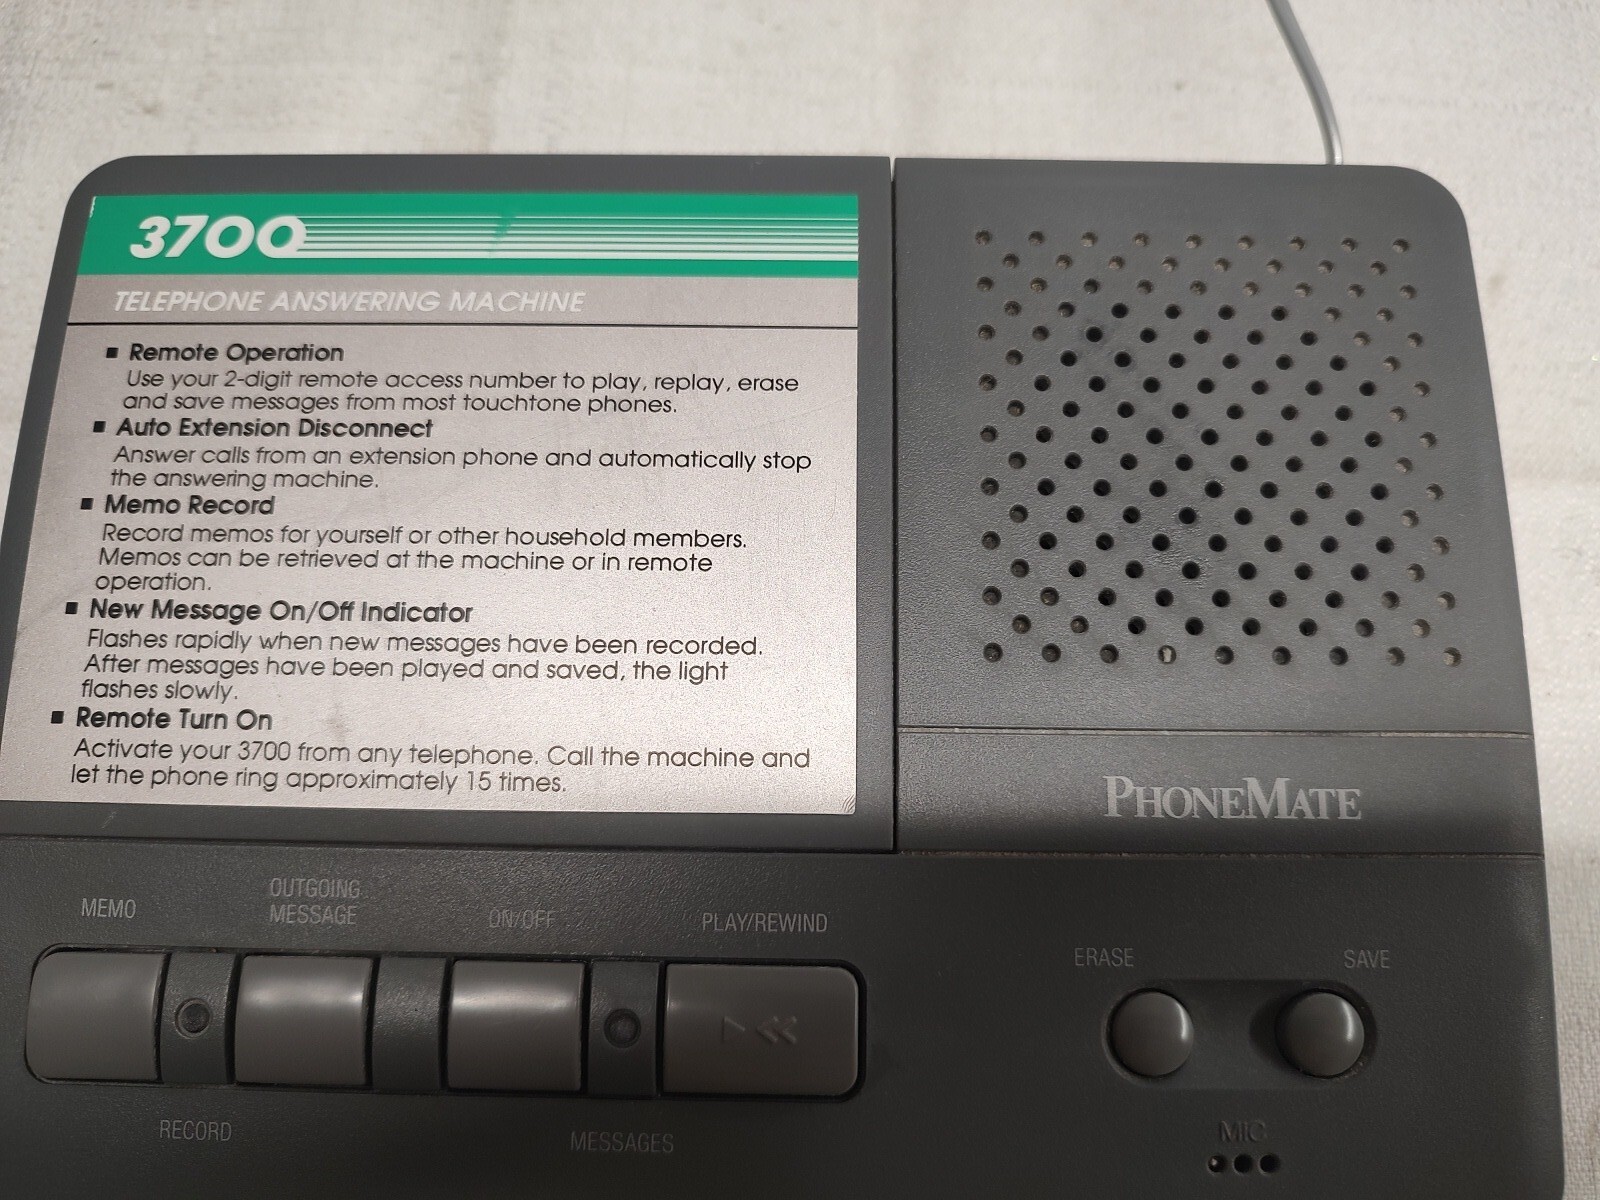 3700
TELEPHONE ANSWERING MACHINE
■ Remote Operation
Use your 2-digit remote access number to play, replay, erase
and save messages from most touchtone phones.
■ Auto Extension Disconnect
Answer calls from an extension phone and automatically stop
the answering machine.
■ Memo Record
Record memos for yourself or other household members.
Memos can be retrieved at the machine or in remote
operation.
■ New Message On/Off Indicator
Flashes rapidly when new messages have been recorded.
After messages have been played and saved, the light
flashes slowly.
■ Remote Turn On
Activate your 3700 from any telephone. Call the machine and
let the phone ring approximately 15 times.
PHONEMATE
MEMO
OUTGOING
MESSAGE
ON/OFF
PLAY/REWIND
ERASE
SAVE
RECORD
MESSAGES
MIC